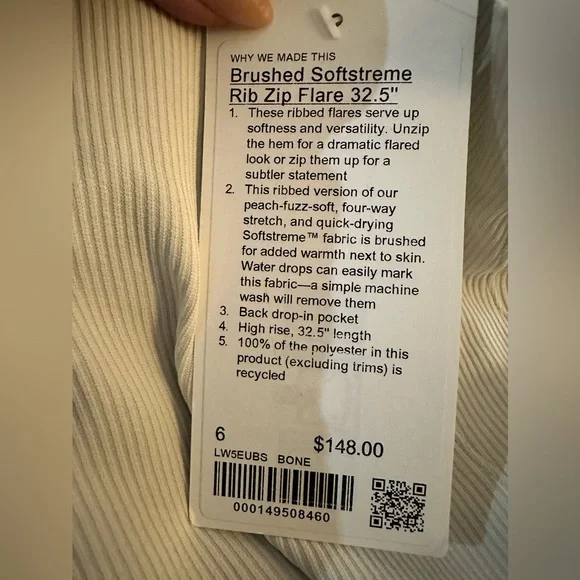 WHY WE MADE THIS
Brushed Softstreme
Rib Zip Flare 32.5"
1. These ribbed flares serve up
softness and versatility. Unzip
the hem for a dramatic flared
look or zip them up for a
subtler statement
2. This ribbed version of our
peach-fuzz-soft, four-way
stretch, and quick-drying
Softstreme™ fabric is brushed
for added warmth next to skin.
Water drops can easily mark
this fabric—a simple machine
wash will remove them
3. Back drop-in pocket
4. High rise, 32.5" length
5. 100% of the polyester in this
product (excluding trims) is
recycled
6 $148.00
LW5EUBS BONE
000149508460